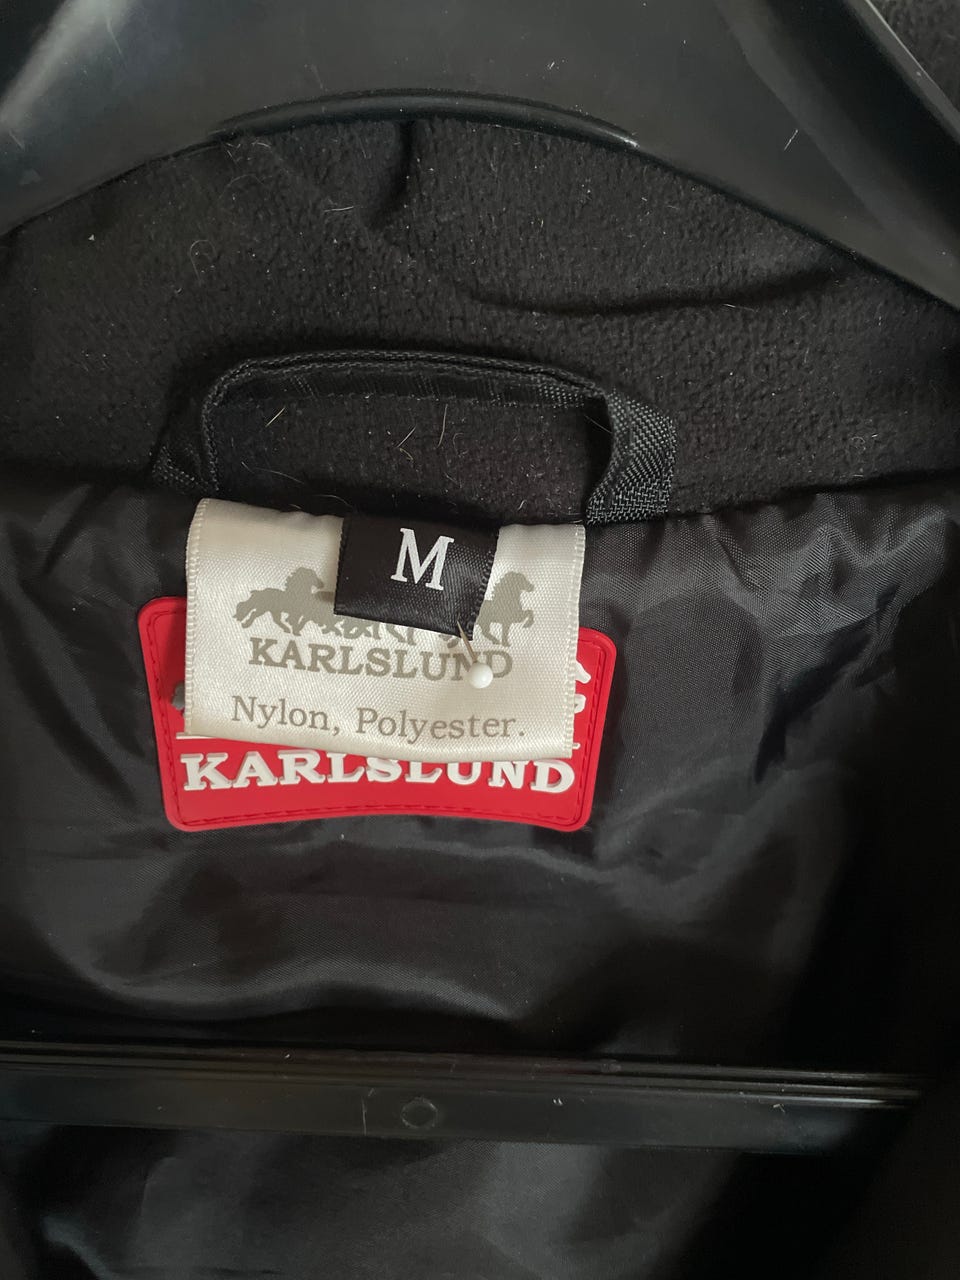 M
KARLSLUND
Nylon, Polyester.
KARLSLUND